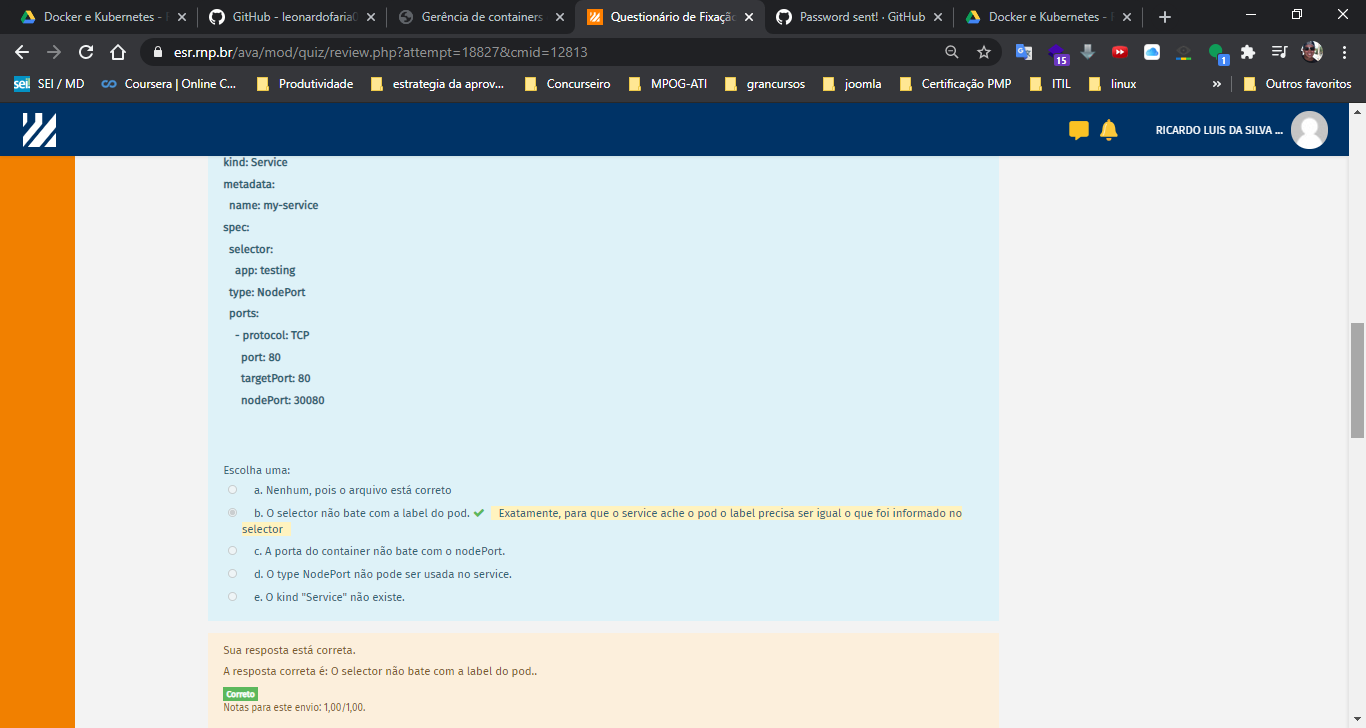 Docker e Kubernetes -
GitHub - leonardofaria
Gerência de containers
Questionário de Fixaçã
Password sent! · GitHub
Docker e Kubernetes -
esr.rnp.br/ava/mod/quiz/review.php?attempt=18827&cmid=12813
15
1
SEI / MD
Coursera | Online C...
Produtividade
estrategia da aprov...
Concurseiro
MPOG-ATI
grancursos
joomla
Certificação PMP
ITIL
linux
»
Outros favoritos
RICARDO LUIS DA SILVA ...
kind: Service
metadata:
name: my-service
spec:
selector:
app: testing
type: NodePort
ports:
- protocol: TCP
port: 80
targetPort: 80
nodePort: 30080
Escolha uma:
a. Nenhum, pois o arquivo está correto
b. O selector não bate com a label do pod. ✔ Exatamente, para que o service ache o pod o label precisa ser igual o que foi informado no
selector
c. A porta do container não bate com o nodePort.
d. O type NodePort não pode ser usada no service.
e. O kind "Service" não existe.
Sua resposta está correta.
A resposta correta é: O selector não bate com a label do pod..
Correto
Notas para este envio: 1,00/1,00.